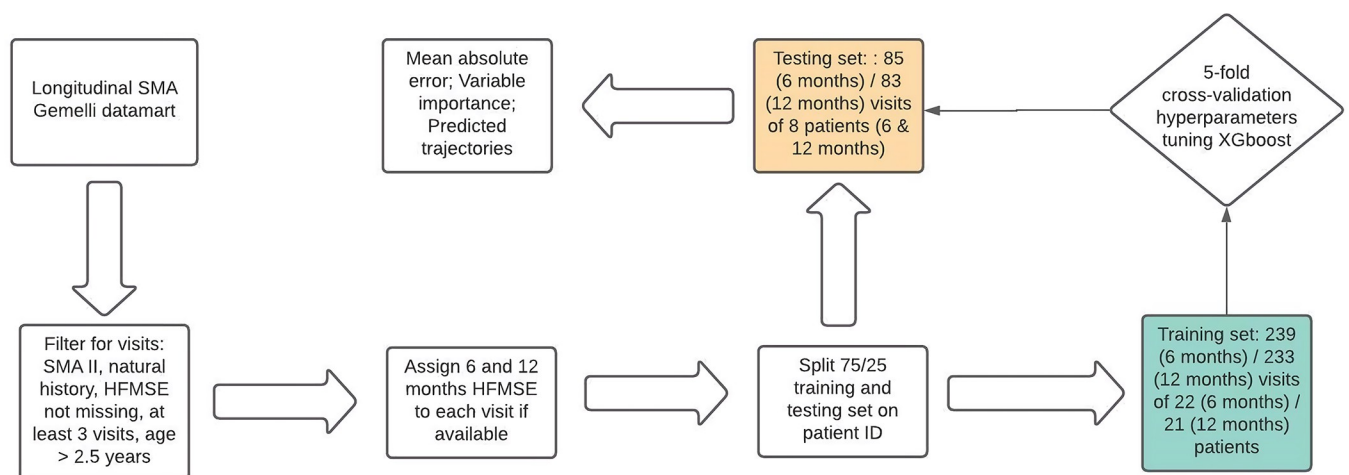 Longitudinal SMA
Gemelli datamart
Mean absolute
error; Variable
importance;
Predicted
trajectories
Testing set: : 85
(6 months) / 83
(12 months) visits
of 8 patients (6 &
12 months)
5-fold
cross-validation
hyperparameters
tuning XGboost
Filter for visits:
SMA II, natural
history, HFMSE
not missing, at
least 3 visits, age
> 2.5 years
Assign 6 and 12
months HFMSE
to each visit if
available
Split 75/25
training and
testing set on
patient ID
Training set: 239
(6 months) / 233
(12 months) visits
of 22 (6 months) /
21 (12 months)
patients